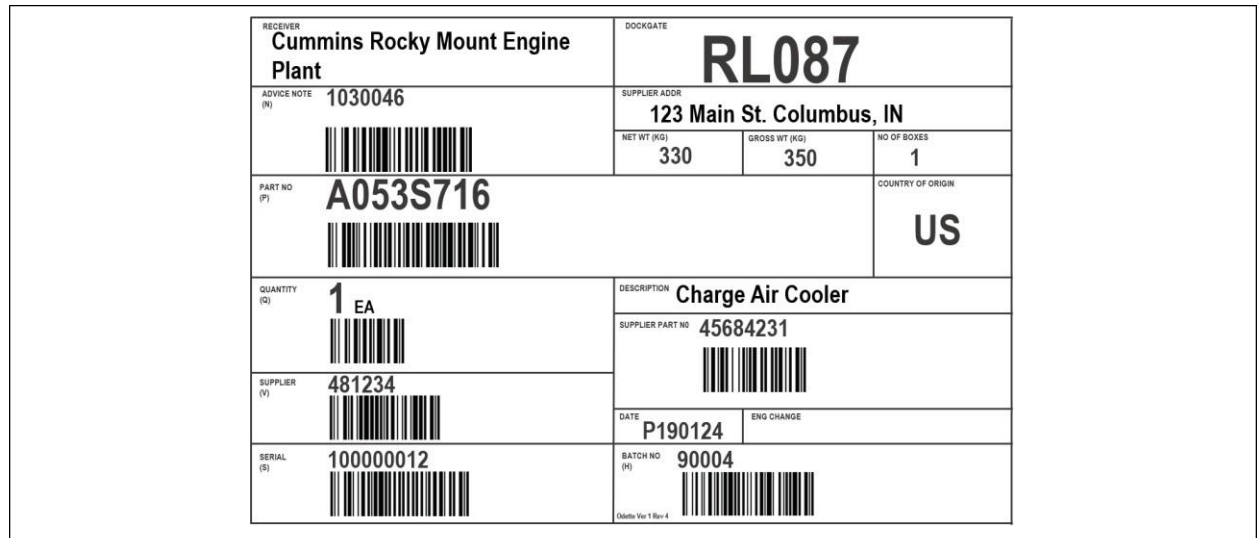 RECEIVER
Cummins Rocky Mount Engine
Plant
DOCKGATE
RL087
ADVICE NOTE
(N)
1030046
SUPPLIER ADDR
123 Main St. Columbus, IN
NET WT (KG)
330
GROSS WT (KG)
350
NO OF BOXES
1
PART NO
(P)
A053S716
COUNTRY OF ORIGIN
US
QUANTITY
(Q)
1 EA
DESCRIPTION Charge Air Cooler
SUPPLIER PART N0 45684231
SUPPLIER
(V)
481234
DATE
P190124
ENG CHANGE
SERIAL
(S)
100000012
BATCH NO
(H)
90004
Odette Ver 1 Rev 4